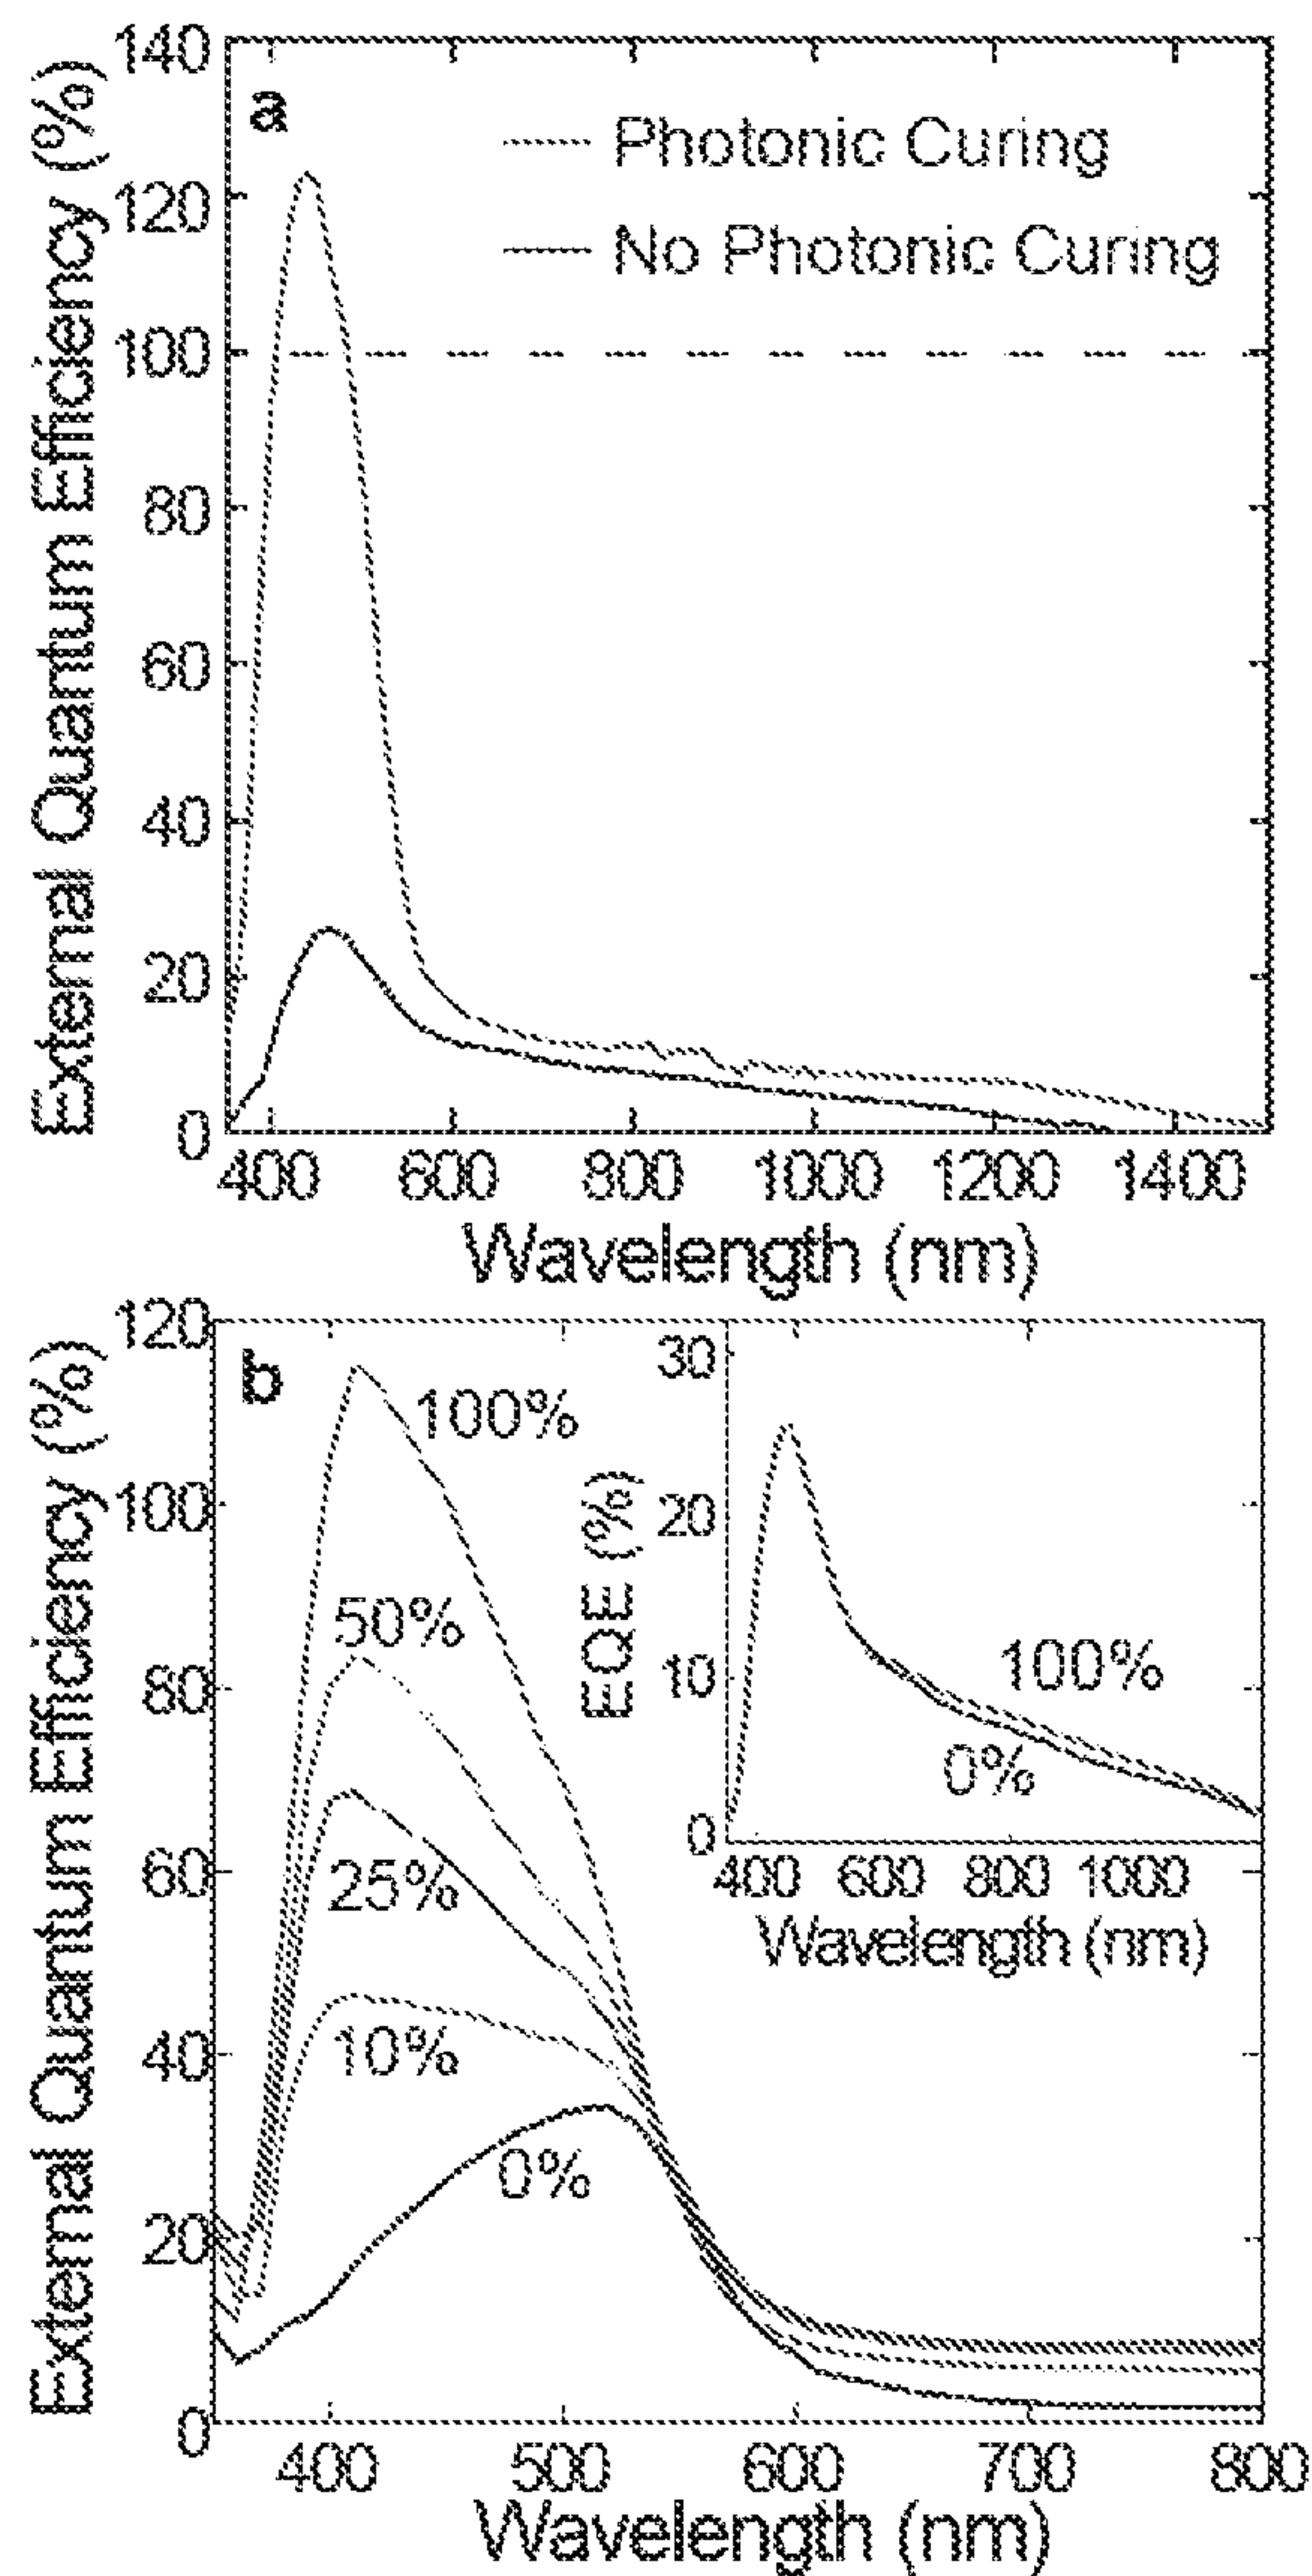 140
120
100
80
60
40
20
0
External Quantum Efficiency (%)
a
Photonic Curing
No Photonic Curing
400 600 800 1000 1200 1400
Wavelength (nm)
120
100
80
60
40
20
0
External Quantum Efficiency (%)
b
100%
50%
25%
10%
0%
30
20
10
0
EQE (%)
100%
0%
400 600 800 1000
Wavelength (nm)
400 500 600 700 800
Wavelength (nm)